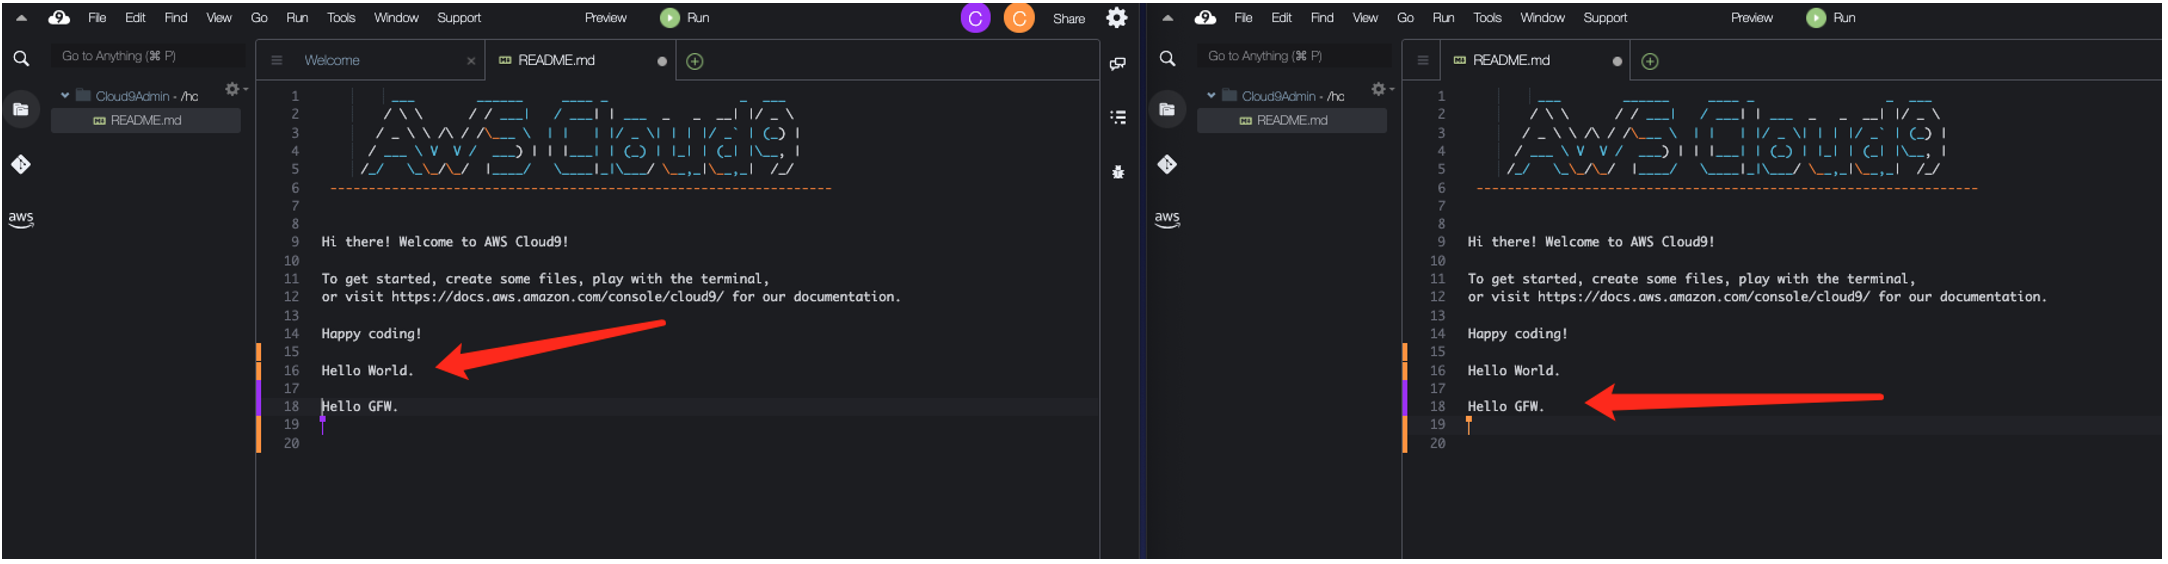 File Edit Find View Go Run Tools Window Support Preview Run C C Share
Go to Anything (⌘ P)
Welcome
README.md
Cloud9Admin - /hc
README.md
aws
1
2
3
4
5
6
7
8
9 Hi there! Welcome to AWS Cloud9!
10
11 To get started, create some files, play with the terminal,
12 or visit https://docs.aws.amazon.com/console/cloud9/ for our documentation.
13
14 Happy coding!
15
16 Hello World.
17
18 Hello GFW.
19
20
AWS Cloud9
File Edit Find View Go Run Tools Window Support Preview Run
Go to Anything (⌘ P)
README.md
Cloud9Admin - /hc
README.md
aws
1
2
3
4
5
6
7
8
9 Hi there! Welcome to AWS Cloud9!
10
11 To get started, create some files, play with the terminal,
12 or visit https://docs.aws.amazon.com/console/cloud9/ for our documentation.
13
14 Happy coding!
15
16 Hello World.
17
18 Hello GFW.
19
20
AWS Cloud9